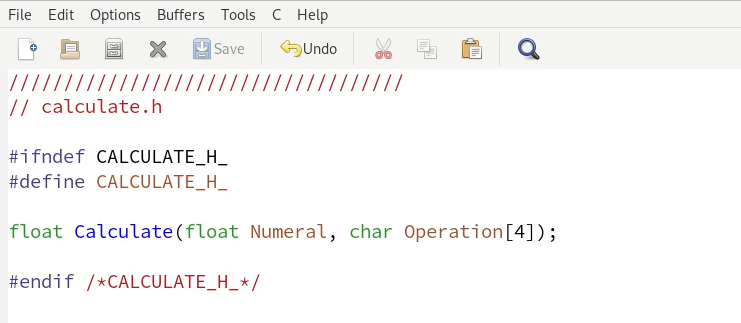 File Edit Options Buffers Tools C Help
Save Undo
////////////////////////////////////
// calculate.h
#ifndef CALCULATE_H_
#define CALCULATE_H_
float Calculate(float Numeral, char Operation[4]);
#endif /*CALCULATE_H_*/